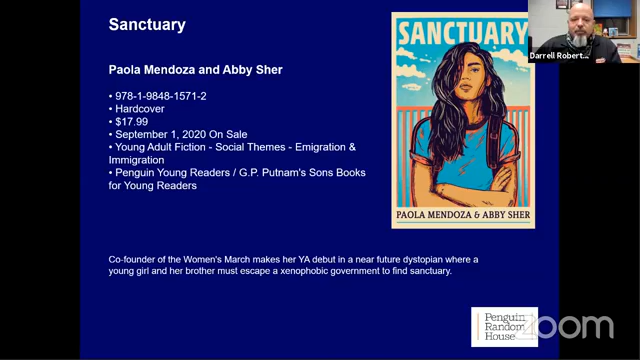 Sanctuary
Paola Mendoza and Abby Sher
• 978-1-9848-1571-2
• Hardcover
• $17.99
• September 1, 2020 On Sale
• Young Adult Fiction - Social Themes - Emigration &
Immigration
• Penguin Young Readers / G.P. Putnam's Sons Books
for Young Readers
SANCTUARY
PAOLA MENDOZA & ABBY SHER
Darrell Robert...
Co-founder of the Women's March makes her YA debut in a near future dystopian where a
young girl and her brother must escape a xenophobic government to find sanctuary.
Penguin
Random
House
zoom